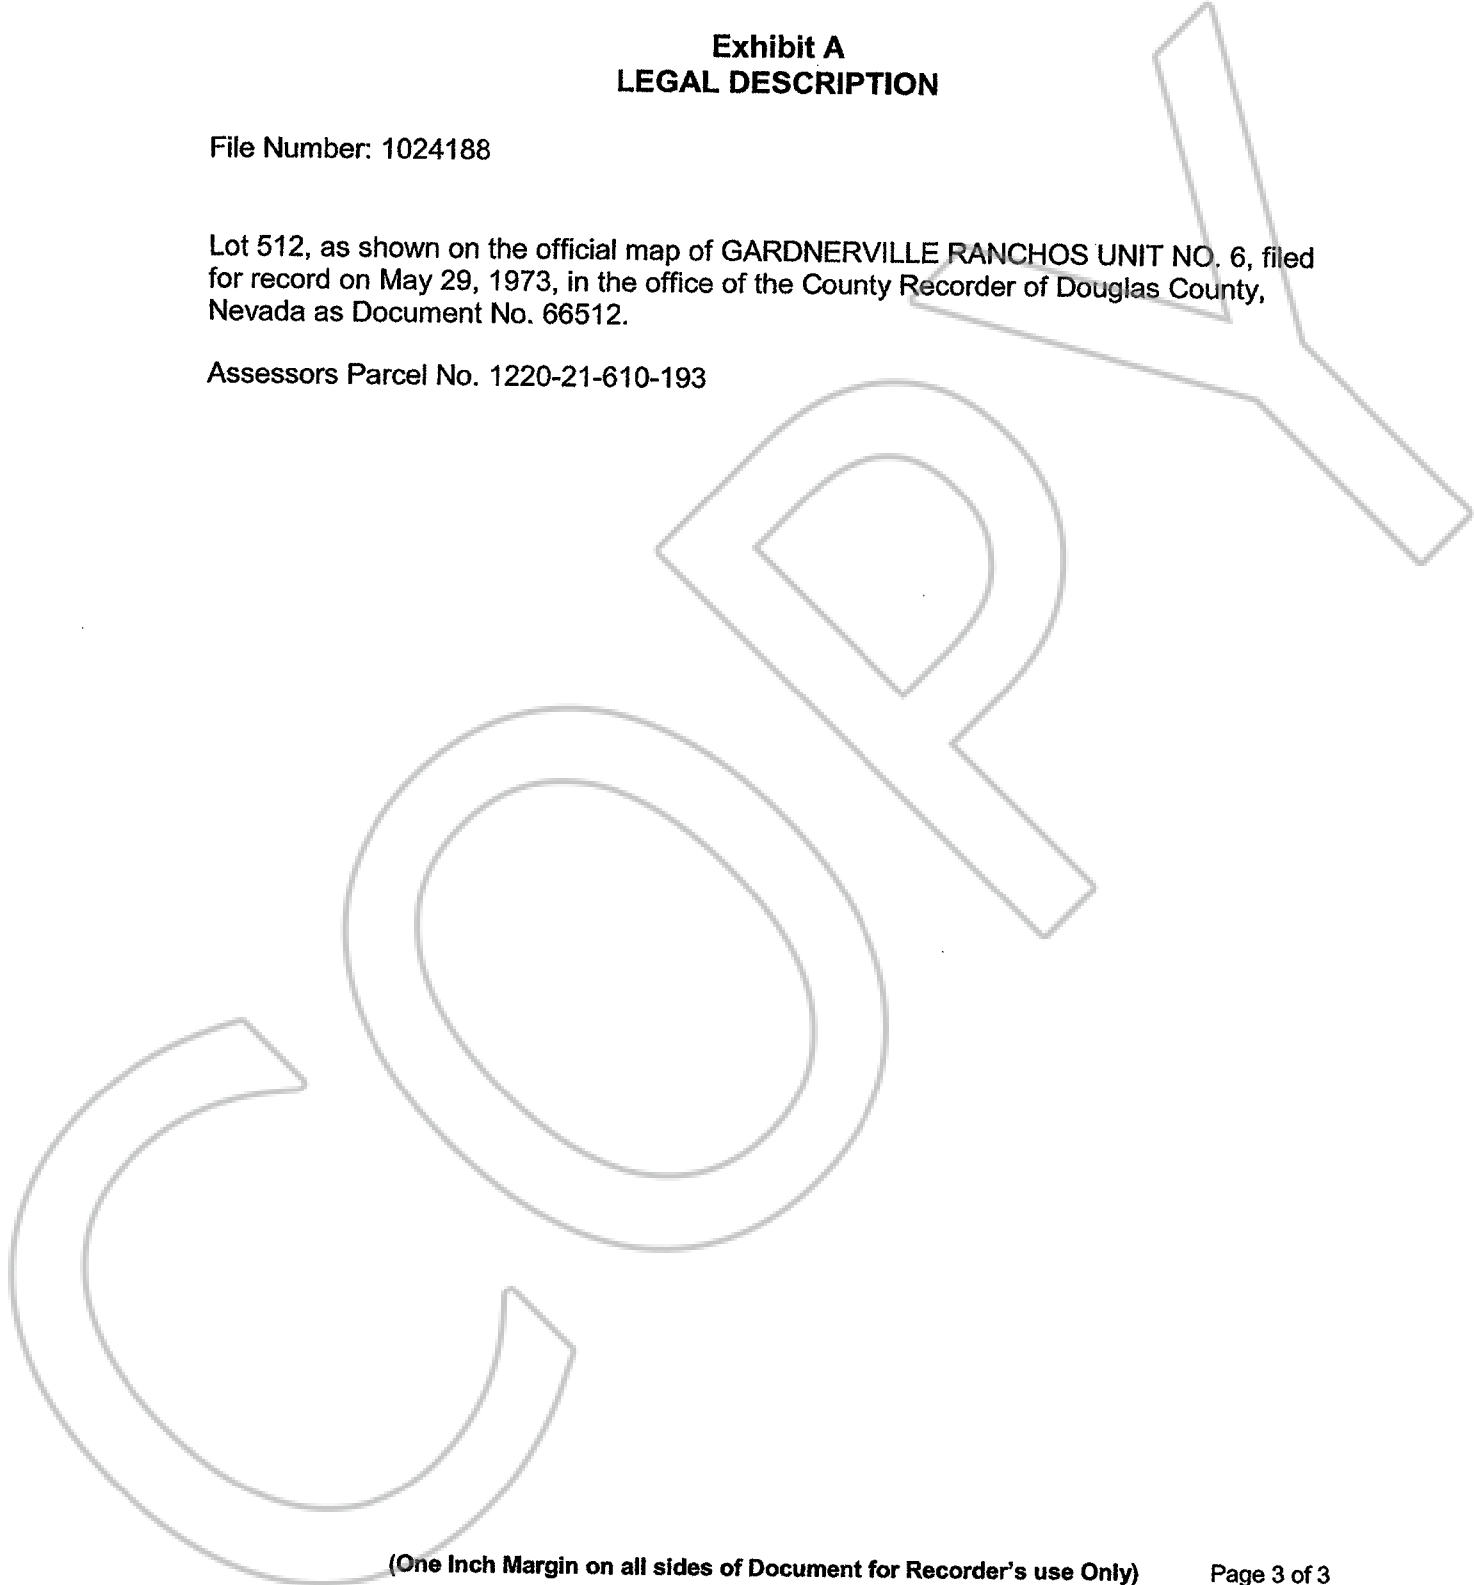 Exhibit A
LEGAL DESCRIPTION
File Number: 1024188
Lot 512, as shown on the official map of GARDNERVILLE RANCHOS UNIT NO. 6, filed
for record on May 29, 1973, in the office of the County Recorder of Douglas County,
Nevada as Document No. 66512.
Assessors Parcel No. 1220-21-610-193
COPY
(One Inch Margin on all sides of Document for Recorder's use Only) Page 3 of 3